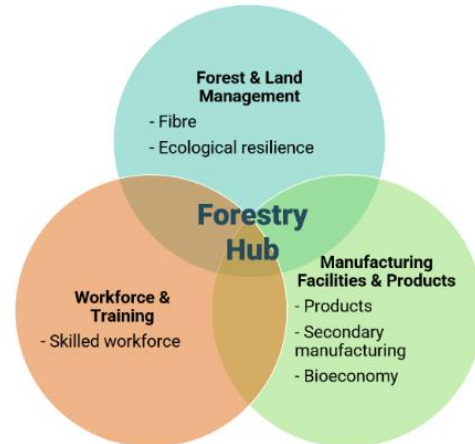 Forest & Land
Management
- Fibre
- Ecological resilience
Forestry
Hub
Workforce &
Training
- Skilled workforce
Manufacturing
Facilities & Products
- Products
- Secondary
manufacturing
- Bioeconomy